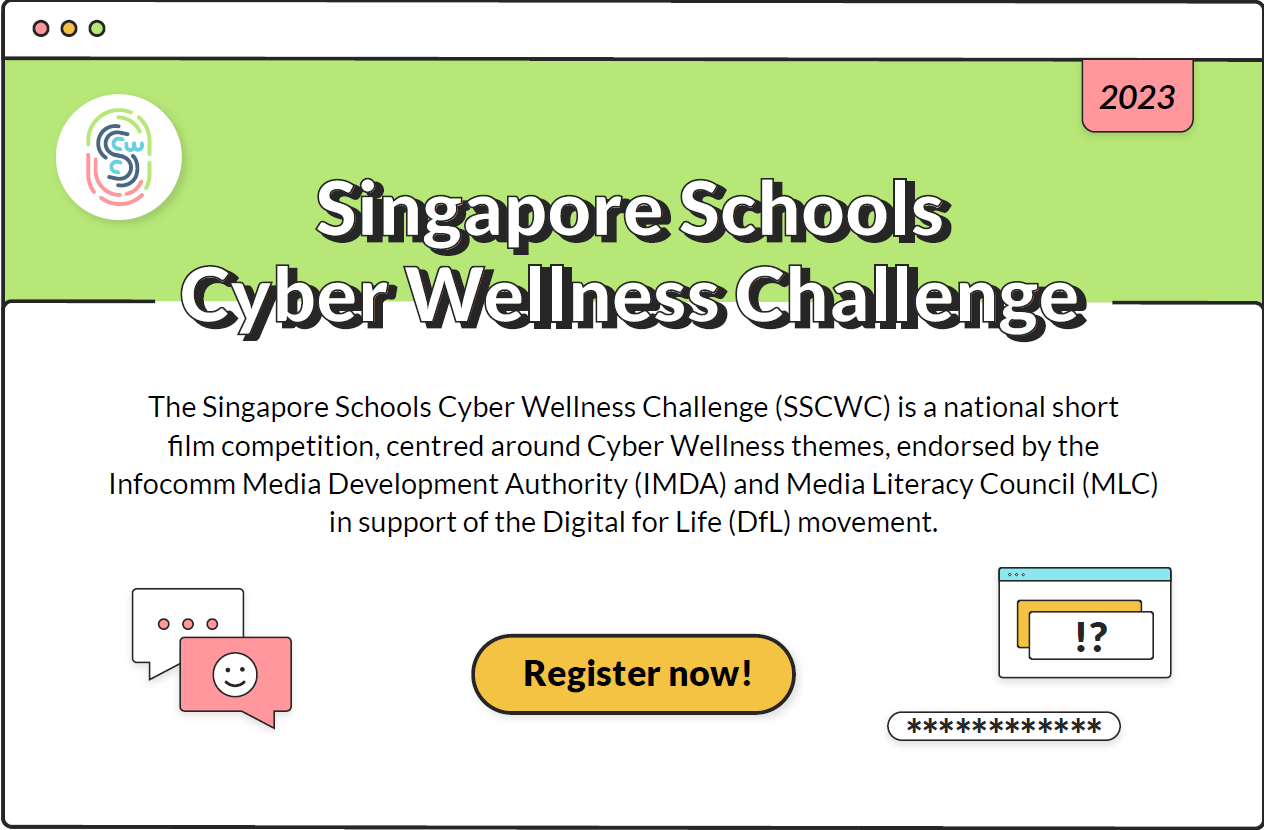 2023
SCWC
Singapore Schools
Cyber Wellness Challenge
The Singapore Schools Cyber Wellness Challenge (SSCWC) is a national short
film competition, centred around Cyber Wellness themes, endorsed by the
Infocomm Media Development Authority (IMDA) and Media Literacy Council (MLC)
in support of the Digital for Life (DfL) movement.
!?
Register now!
************